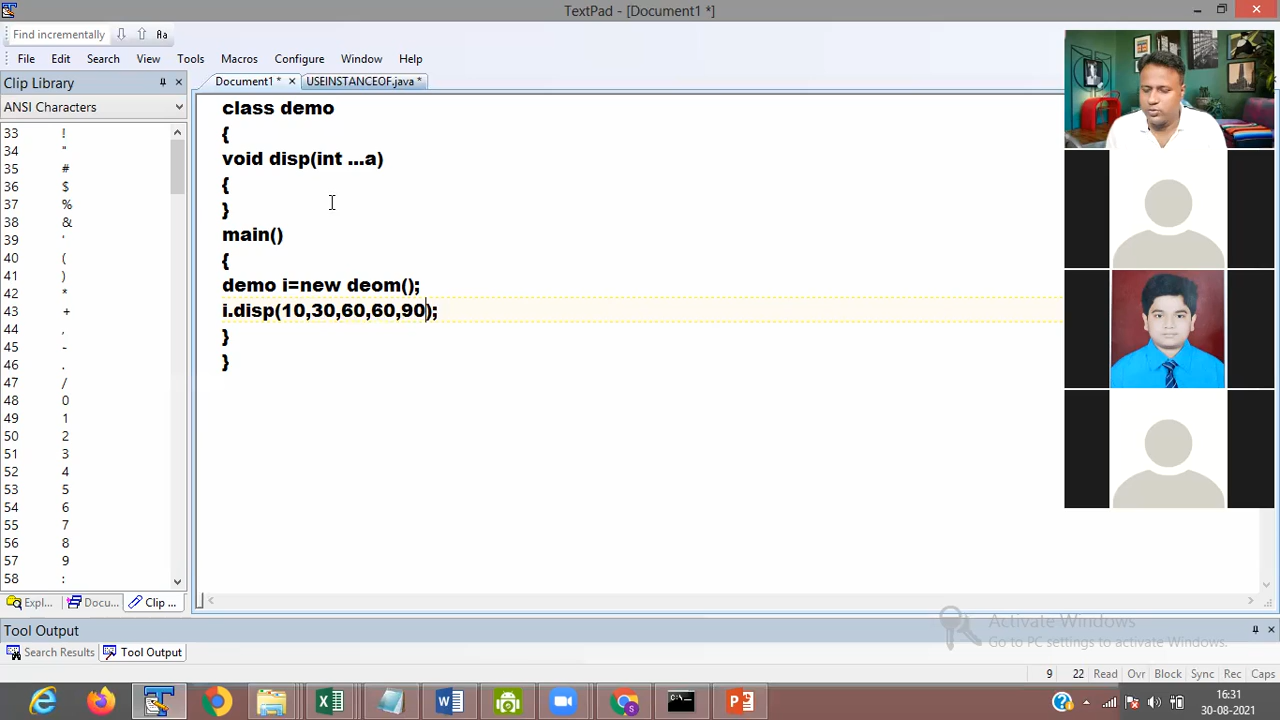 TextPad - [Document1 *]
Find incrementally
Aa
File Edit Search View Tools Macros Configure Window Help
Clip Library
Document1 * USEINSTANCEOF.java *
ANSI Characters
33 !
34 "
35 #
36 $
37 %
38 &
39 '
40 (
41 )
42 *
43 +
44 ,
45 -
46 .
47 /
48 0
49 1
50 2
51 3
52 4
53 5
54 6
55 7
56 8
57 9
58 :
class demo
{
void disp(int ...a)
{
}
main()
{
demo i=new deom();
i.disp(10,30,60,60,90);
}
}
Expl... Docu... Clip ...
Tool Output
Search Results Tool Output
Activate Windows
Go to PC settings to activate Windows.
9 22 Read Ovr Block Sync Rec Caps
16:31
30-08-2021